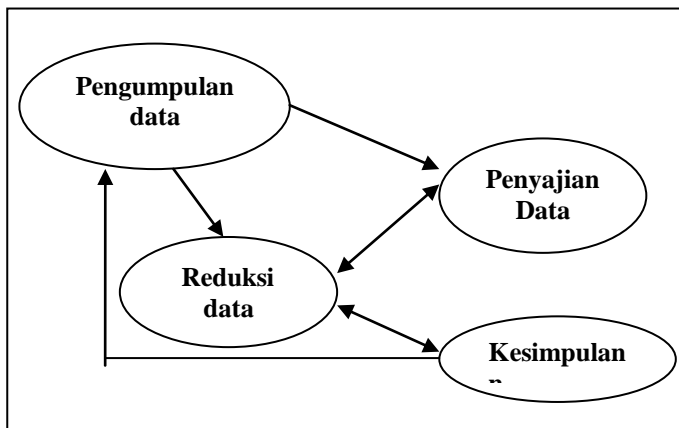 Pengumpulan
data
Penyajian
Data
Reduksi
data
Kesimpulan